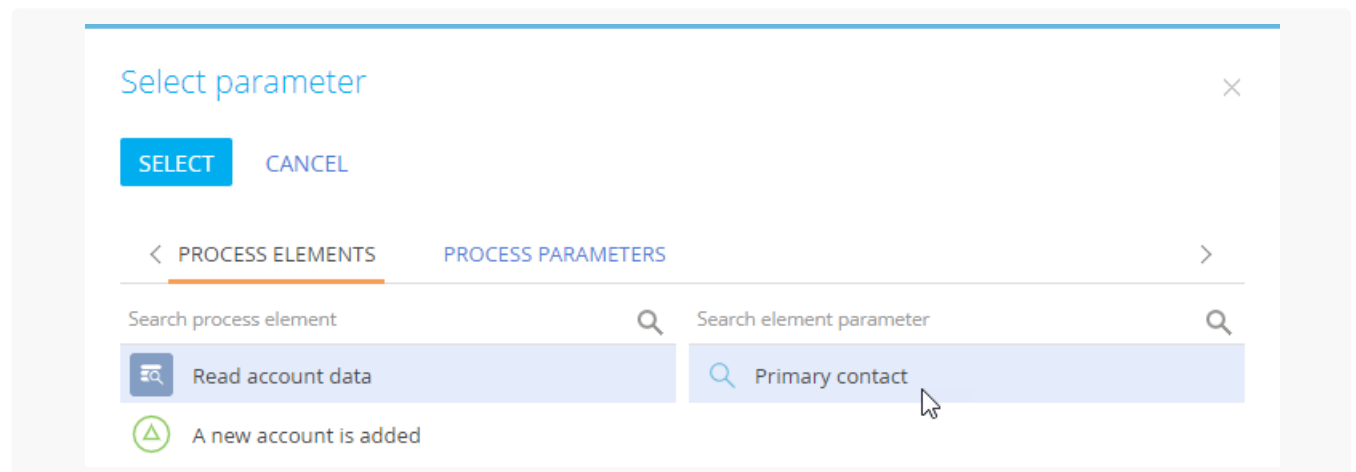 Select parameter
SELECT CANCEL
PROCESS ELEMENTS PROCESS PARAMETERS
Search process element Search element parameter
Read account data Primary contact
A new account is added